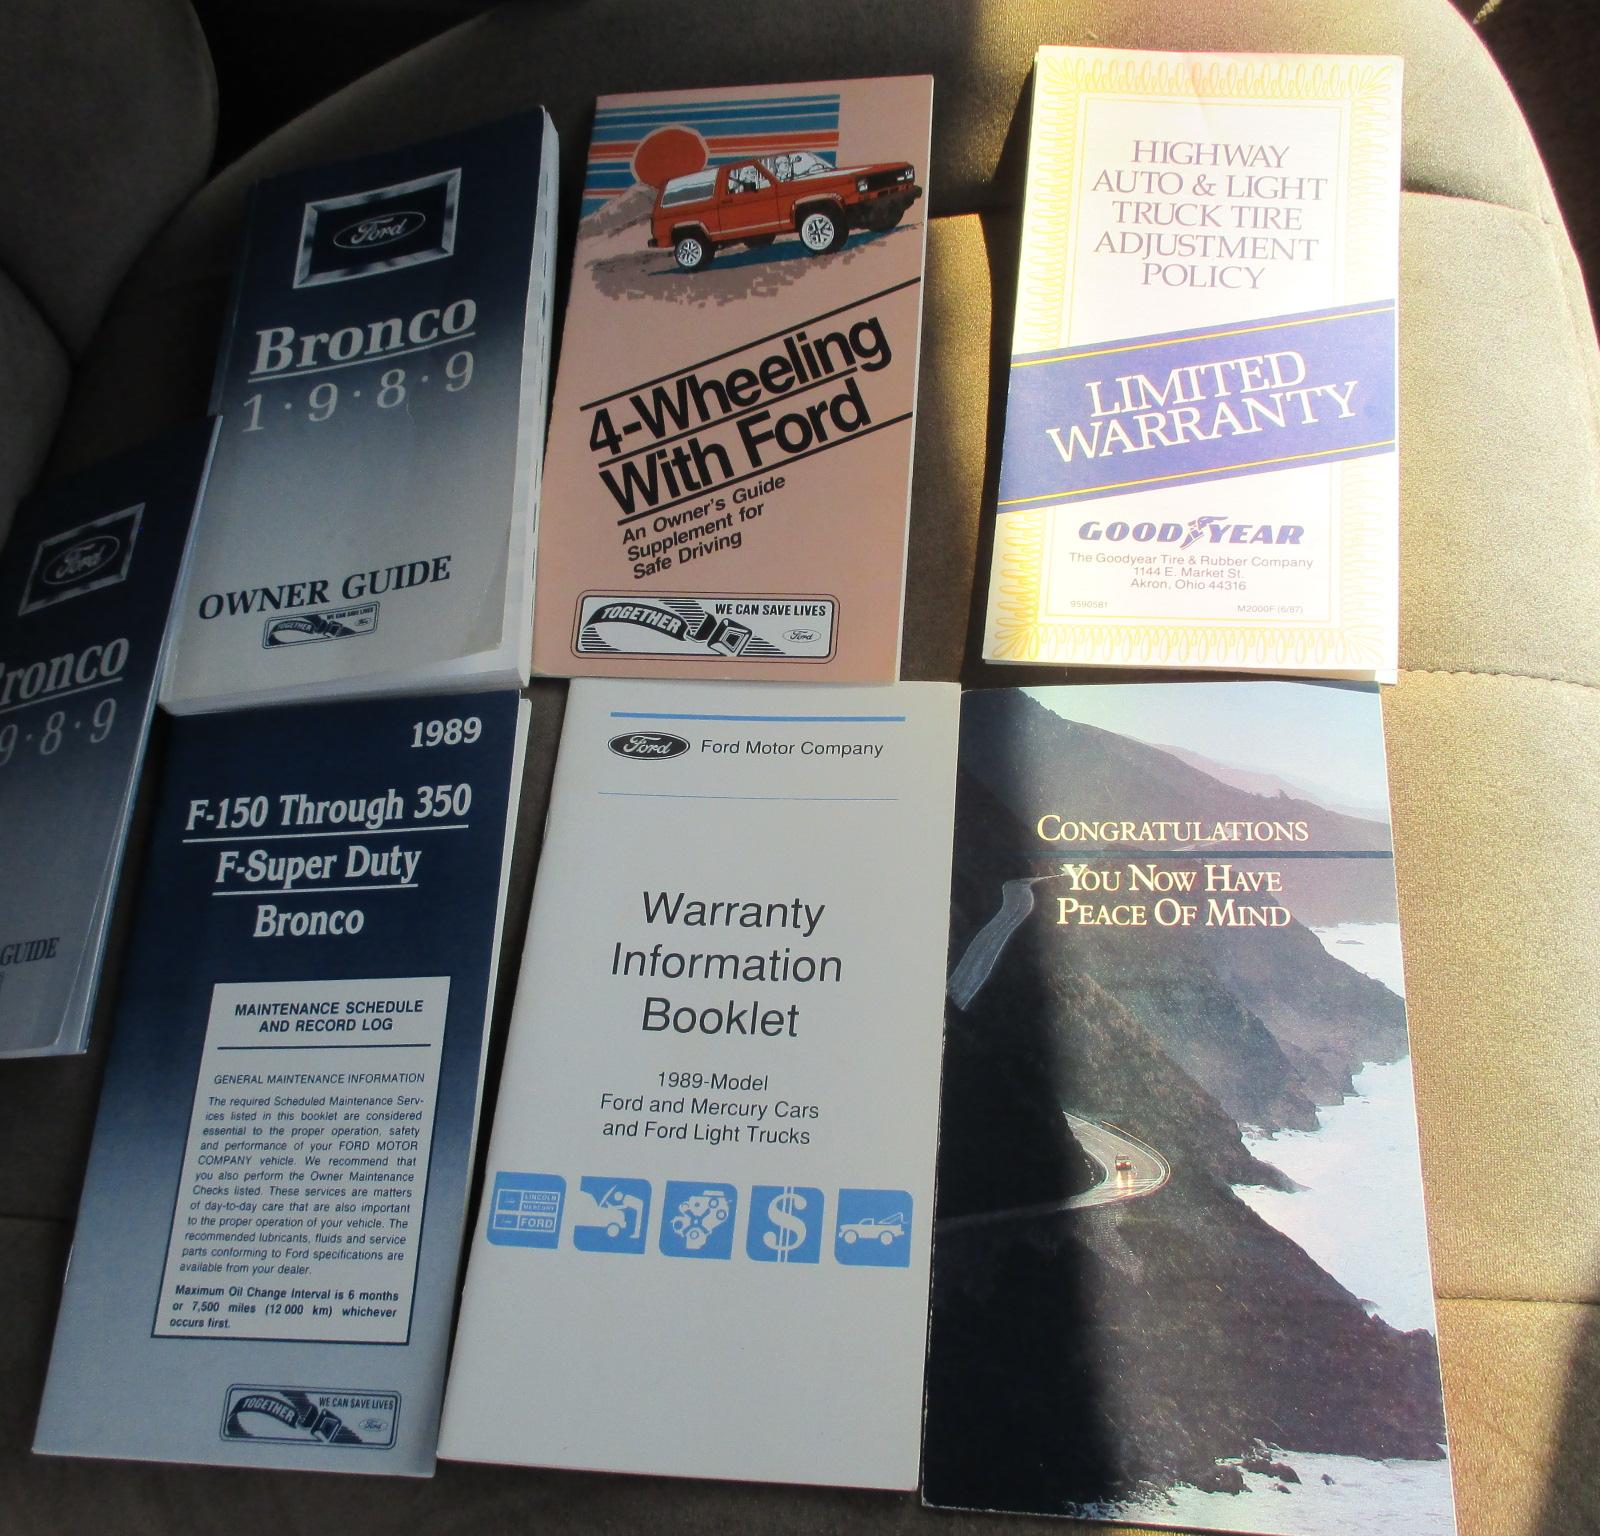 Ford
Bronco
1·9·8·9
OWNER GUIDE
TOGETHER
WE CAN SAVE LIVES
Ford
4-Wheeling
With Ford
An Owner's Guide
Supplement for
Safe Driving
TOGETHER
WE CAN SAVE LIVES
Ford
HIGHWAY
AUTO & LIGHT
TRUCK TIRE
ADJUSTMENT
POLICY
LIMITED
WARRANTY
GOODYEAR
The Goodyear Tire & Rubber Company
1144 E. Market St.
Akron, Ohio 44316
9590581 M2000F (6/87)
Ford
ronco
9·8·9
GUIDE
1989
F-150 Through 350
F-Super Duty
Bronco
MAINTENANCE SCHEDULE
AND RECORD LOG
GENERAL MAINTENANCE INFORMATION
The required Scheduled Maintenance Serv-
ices listed in this booklet are considered
essential to the proper operation, safety
and performance of your FORD MOTOR
COMPANY vehicle. We recommend that
you also perform the Owner Maintenance
Checks listed. These services are matters
of day-to-day care that are also important
to the proper operation of your vehicle. The
recommended lubricants, fluids and service
parts conforming to Ford specifications are
available from your dealer.
Maximum Oil Change Interval is 6 months
or 7,500 miles (12 000 km) whichever
occurs first.
TOGETHER
WE CAN SAVE LIVES
Ford
Ford Ford Motor Company
Warranty
Information
Booklet
1989-Model
Ford and Mercury Cars
and Ford Light Trucks
LINCOLN
MERCURY
FORD
$
CONGRATULATIONS
YOU NOW HAVE
PEACE OF MIND